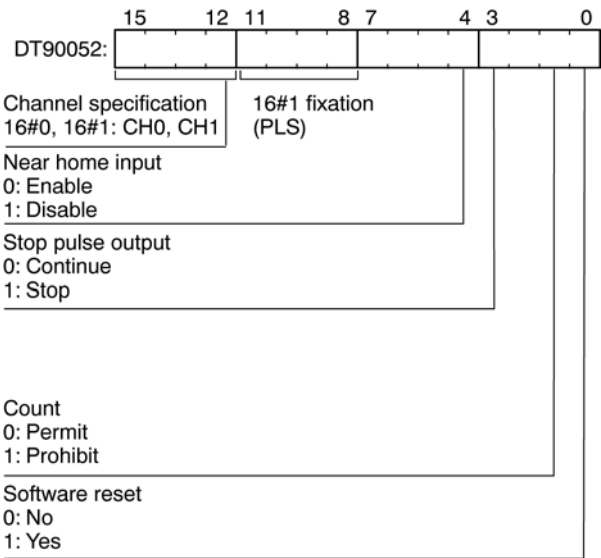 15 12 11 8 7 4 3 0
DT90052:
Channel specification
16#0, 16#1: CH0, CH1
16#1 fixation
(PLS)
Near home input
0: Enable
1: Disable
Stop pulse output
0: Continue
1: Stop
Count
0: Permit
1: Prohibit
Software reset
0: No
1: Yes